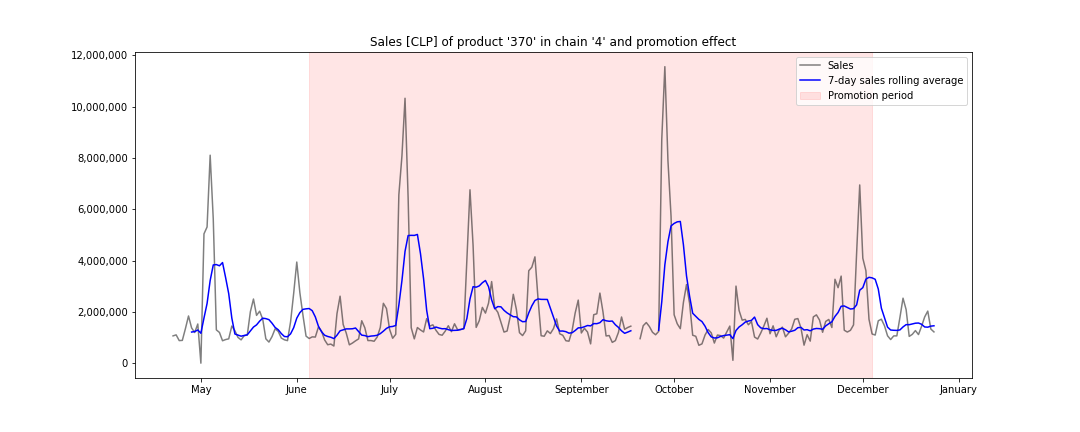 Sales [CLP] of product '370' in chain '4' and promotion effect
12,000,000
10,000,000
8,000,000
6,000,000
4,000,000
2,000,000
0
Sales
7-day sales rolling average
Promotion period
May June July August September October November December January